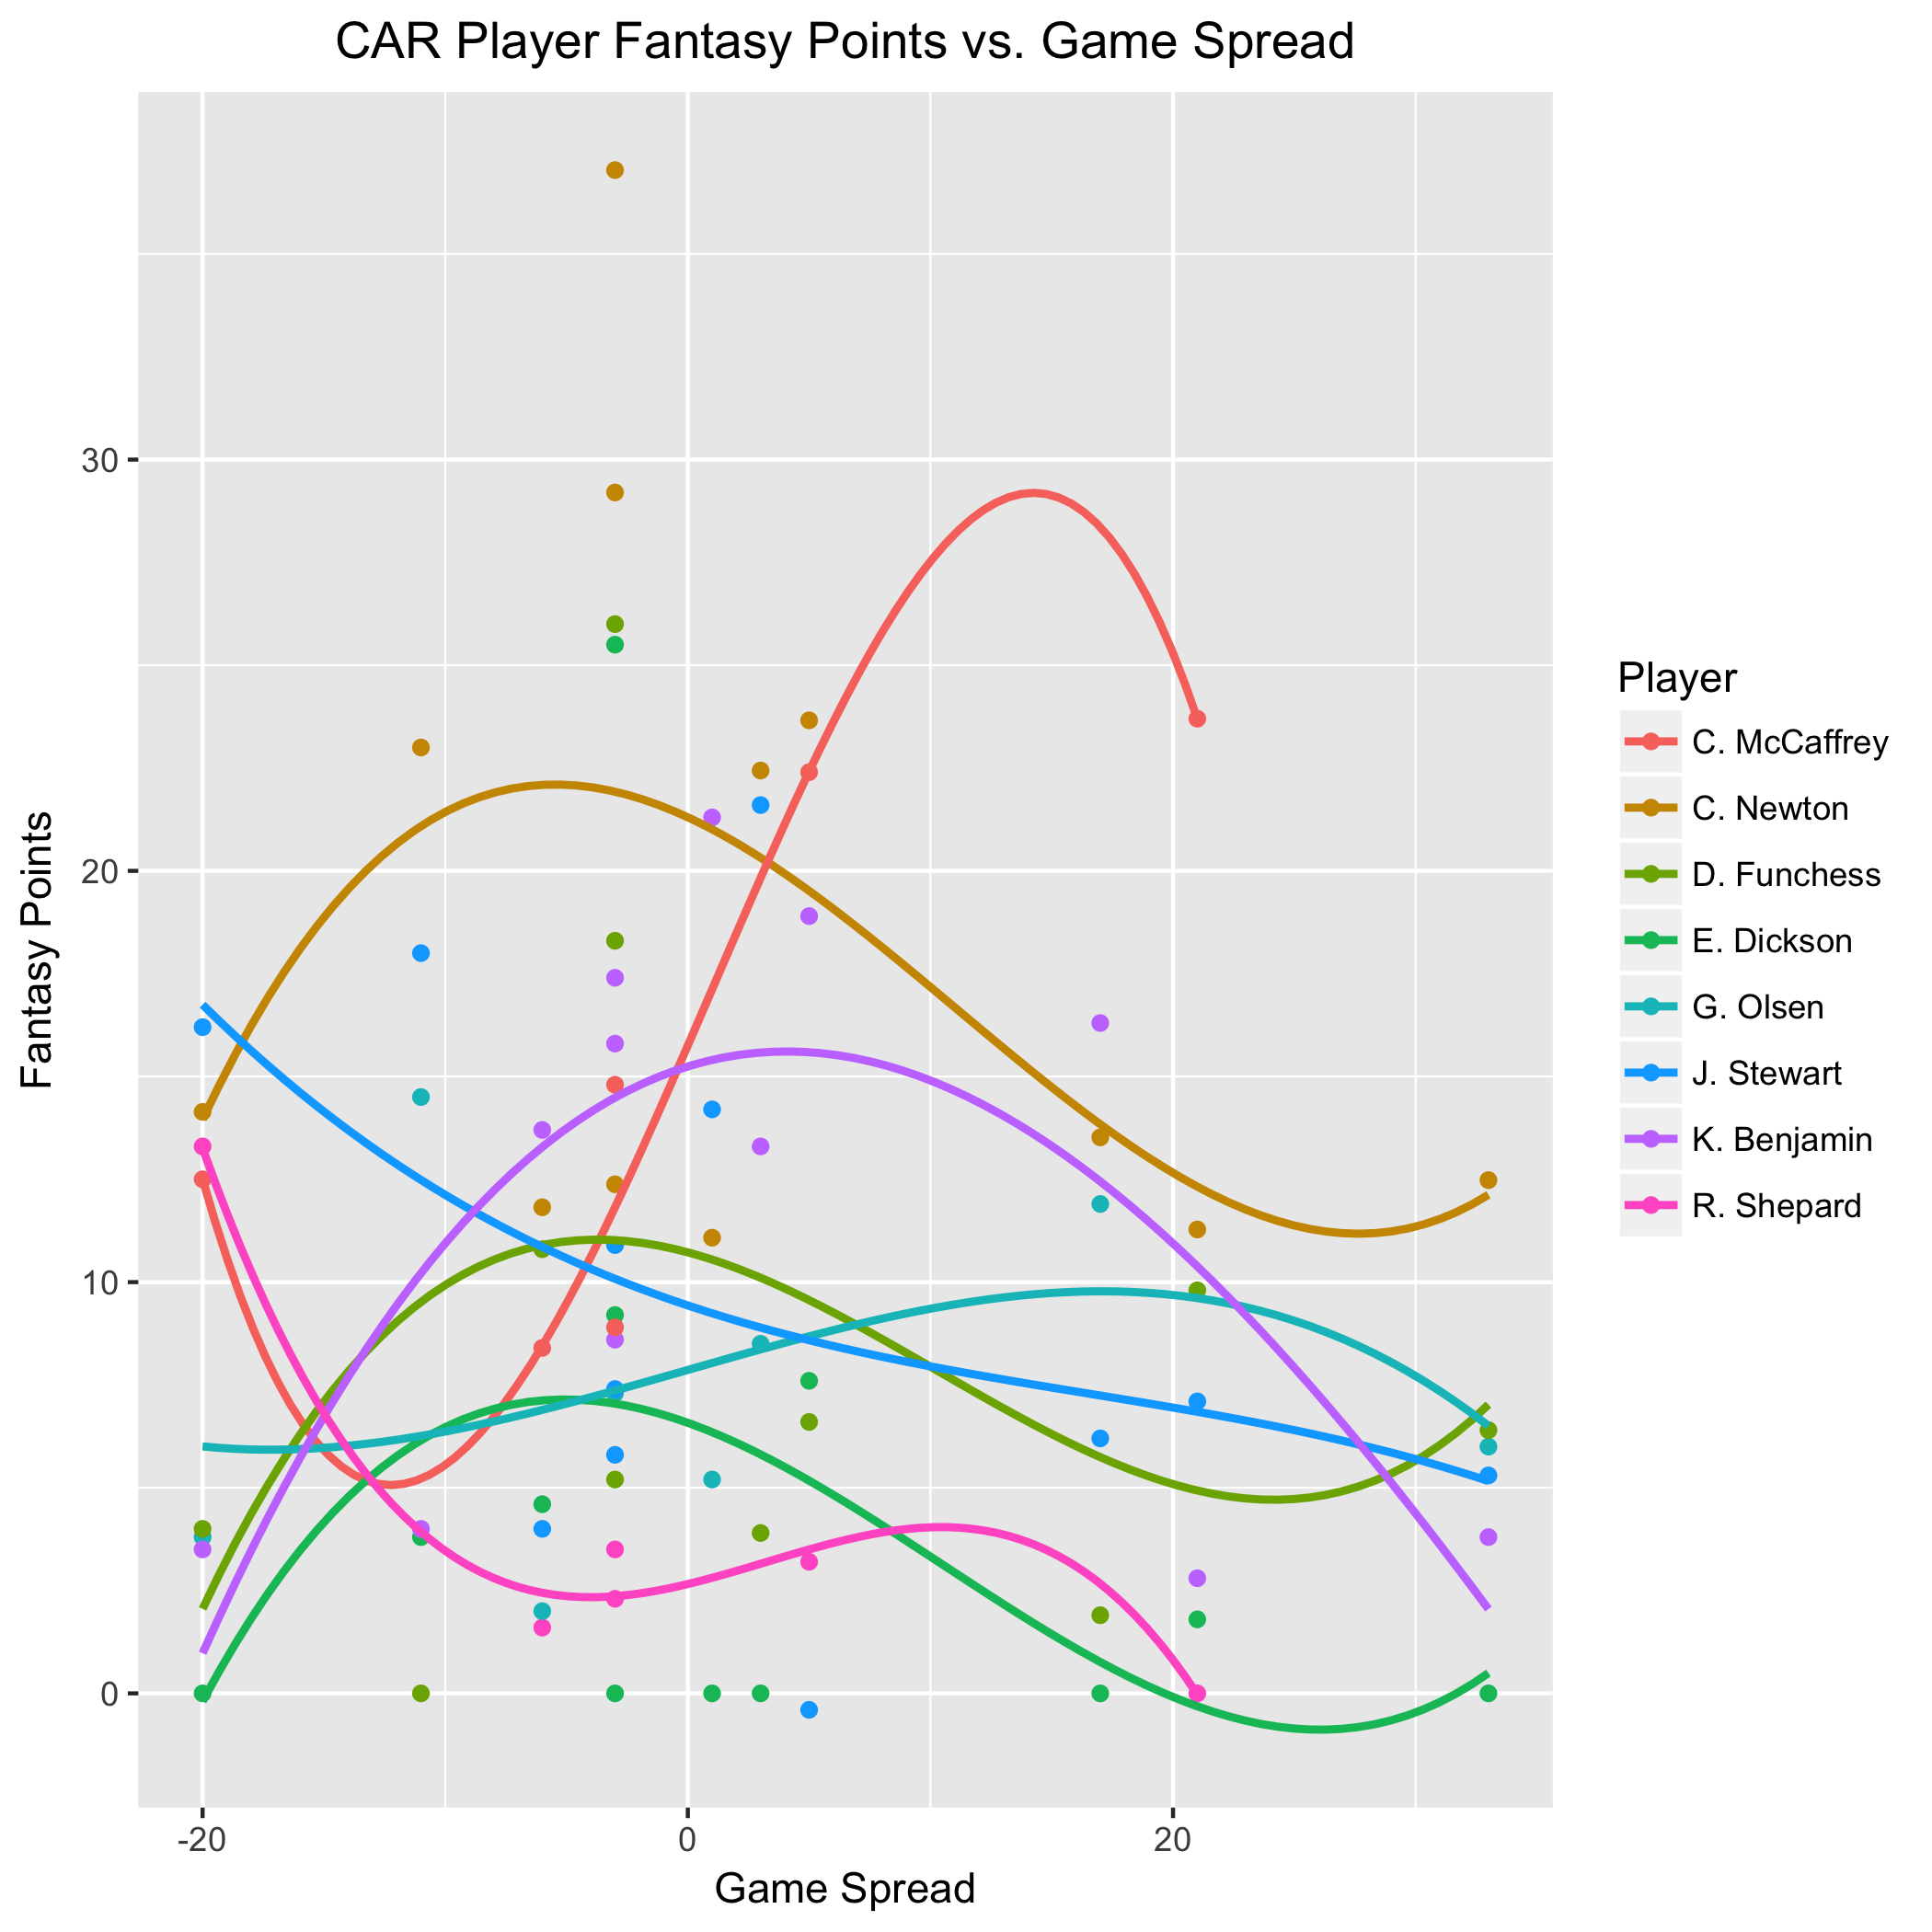 CAR Player Fantasy Points vs. Game Spread
Fantasy Points
30
20
10
0
-20
0
20
Game Spread
Player
C. McCaffrey
C. Newton
D. Funchess
E. Dickson
G. Olsen
J. Stewart
K. Benjamin
R. Shepard